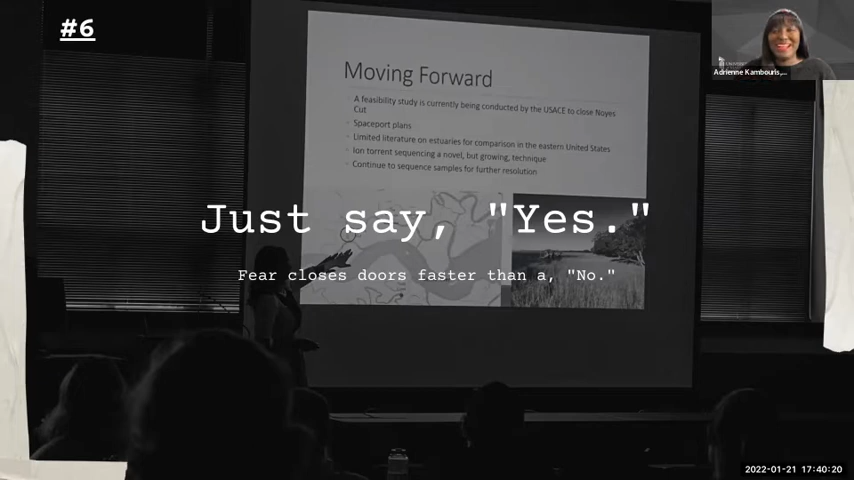 #6
Adrienne Kambouris,...
Moving Forward
A feasibility study is currently being conducted by the USACE to close Noyes
Cut
Spaceport plans
Limited literature on estuaries for comparison in the eastern United States
Ion torrent sequencing a novel, but growing, technique
Continue to sequence samples for further resolution
Just say, "Yes."
Fear closes doors faster than a, "No."
2022-01-21 17:40:20